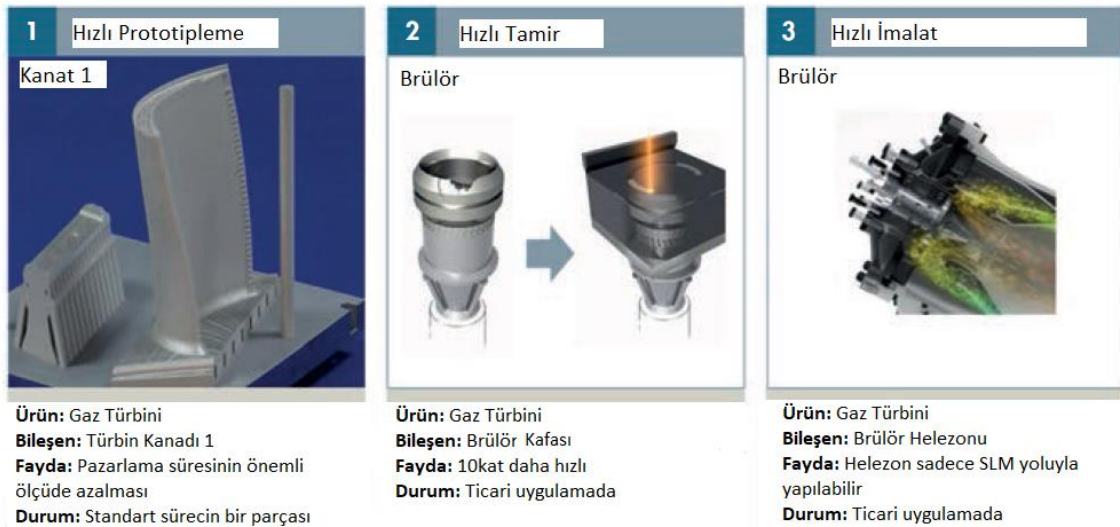 1 Hızlı Prototipleme
Kanat 1
Ürün: Gaz Türbini
Bileşen: Türbin Kanadı 1
Fayda: Pazarlama süresinin önemli
ölçüde azalması
Durum: Standart sürecin bir parçası
2 Hızlı Tamir
Brülör
Ürün: Gaz Türbini
Bileşen: Brülör Kafası
Fayda: 10kat daha hızlı
Durum: Ticari uygulamada
3 Hızlı İmalat
Brülör
Ürün: Gaz Türbini
Bileşen: Brülör Helezonu
Fayda: Helezon sadece SLM yoluyla
yapılabilir
Durum: Ticari uygulamada